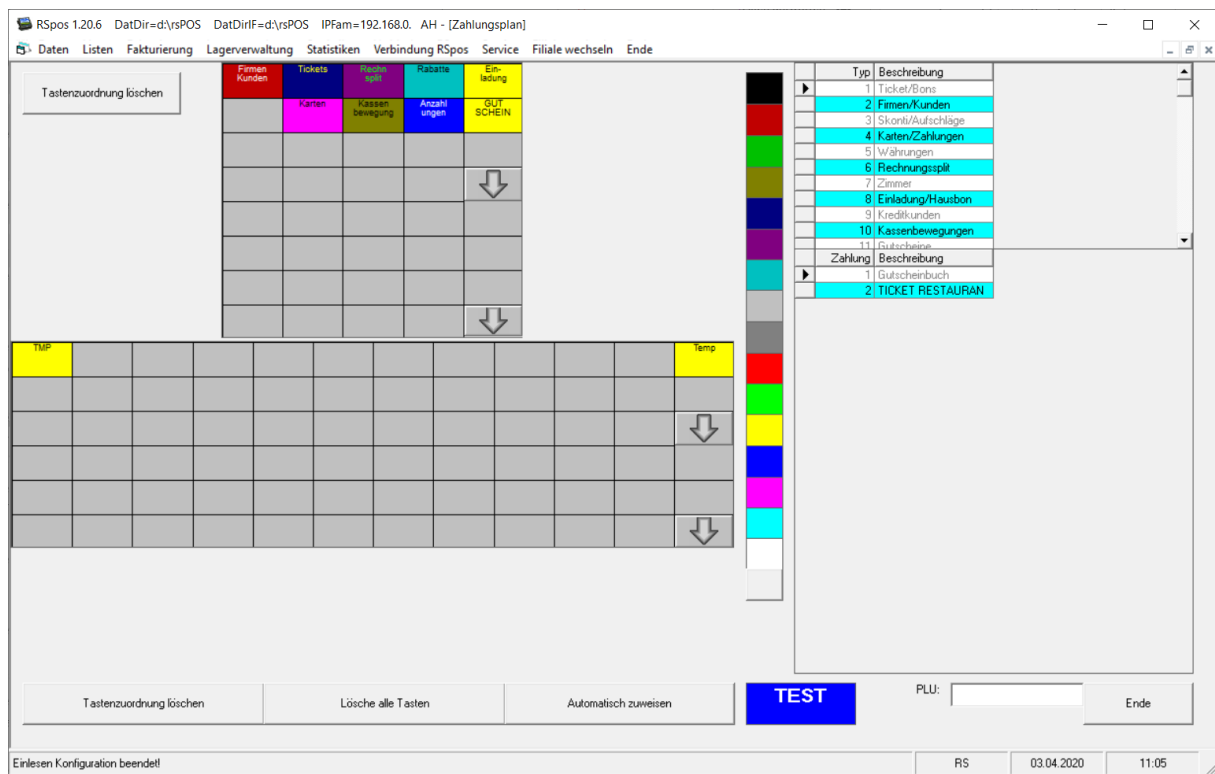 RSpos 1.20.6 DatDir=d:\rsPOS DatDirIF=d:\rsPOS IPFam=192.168.0. AH - [Zahlungsplan]
Daten Listen Fakturierung Lagerverwaltung Statistiken Verbindung RSpos Service Filiale wechseln Ende
Tastenzuordnung löschen
Firmen Kunden
Tickets
Rechn split
Rabatte
Ein-
ladung
Karten
Kassen bewegung
Anzahl ungen
GUT SCHEIN
TMP
Temp
Typ Beschreibung
1 Ticket/Bons
2 Firmen/Kunden
3 Skonti/Aufschläge
4 Karten/Zahlungen
5 Währungen
6 Rechnungssplit
7 Zimmer
8 Einladung/Hausbon
9 Kreditkunden
10 Kassenbewegungen
11 Gutscheine
Zahlung Beschreibung
1 Gutscheinbuch
2 TICKET RESTAURAN
Tastenzuordnung löschen
Lösche alle Tasten
Automatisch zuweisen
TEST
PLU:
Ende
Einlesen Konfiguration beendet!
RS
03.04.2020
11:05